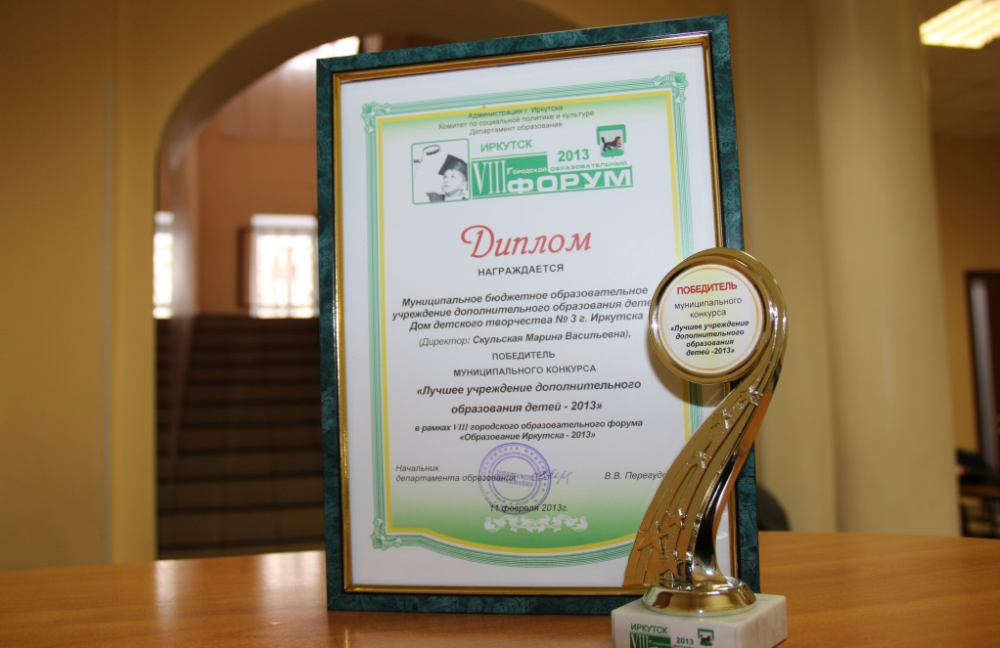 Администрация г. Иркутска
Комитет по социальной политике и культуре
Департамент образования
ИРКУТСК
2013
VIII ГОРОДСКОЙ ОБРАЗОВАТЕЛЬНЫЙ
ФОРУМ
Диплом
НАГРАЖДАЕТСЯ
Муниципальное бюджетное образовательное
учреждение дополнительного образования дете
Дом детского творчества № 3 г. Иркутска
(Директор: Скульская Марина Васильевна),
ПОБЕДИТЕЛЬ
МУНИЦИПАЛЬНОГО КОНКУРСА
«Лучшее учреждение дополнительного
образования детей - 2013»
в рамках VIII городского образовательного форума
«Образование Иркутска - 2013»
Начальник
департамента образования
В.В. Перегуд
11 февраля 2013г.
ПОБЕДИТЕЛЬ
муниципального
конкурса
«Лучшее учреждение
дополнительного
образования
детей -2013»
ИРКУТСК
2013
VIII